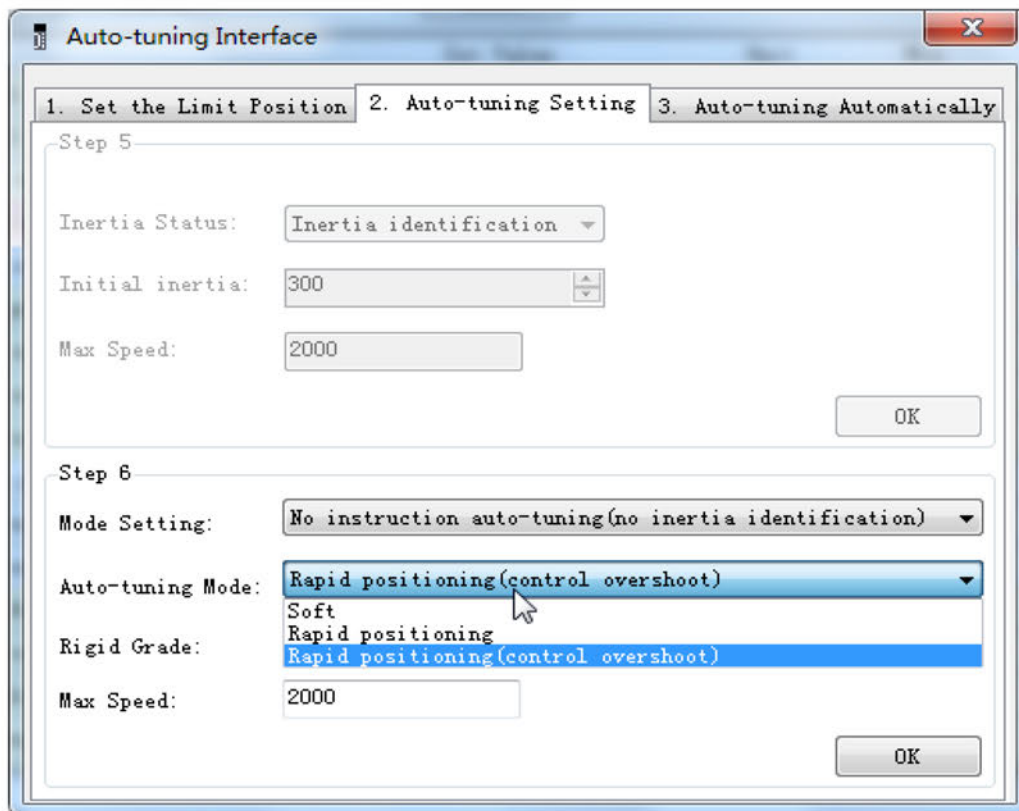 Auto-tuning Interface
1. Set the Limit Position 2. Auto-tuning Setting 3. Auto-tuning Automatically
Step 5
Inertia Status: Inertia identification
Initial inertia: 300
Max Speed: 2000
OK
Step 6
Mode Setting: No instruction auto-tuning(no inertia identification)
Auto-tuning Mode: Rapid positioning(control overshoot)
Soft
Rapid positioning
Rigid Grade:
Rapid positioning(control overshoot)
Max Speed: 2000
OK